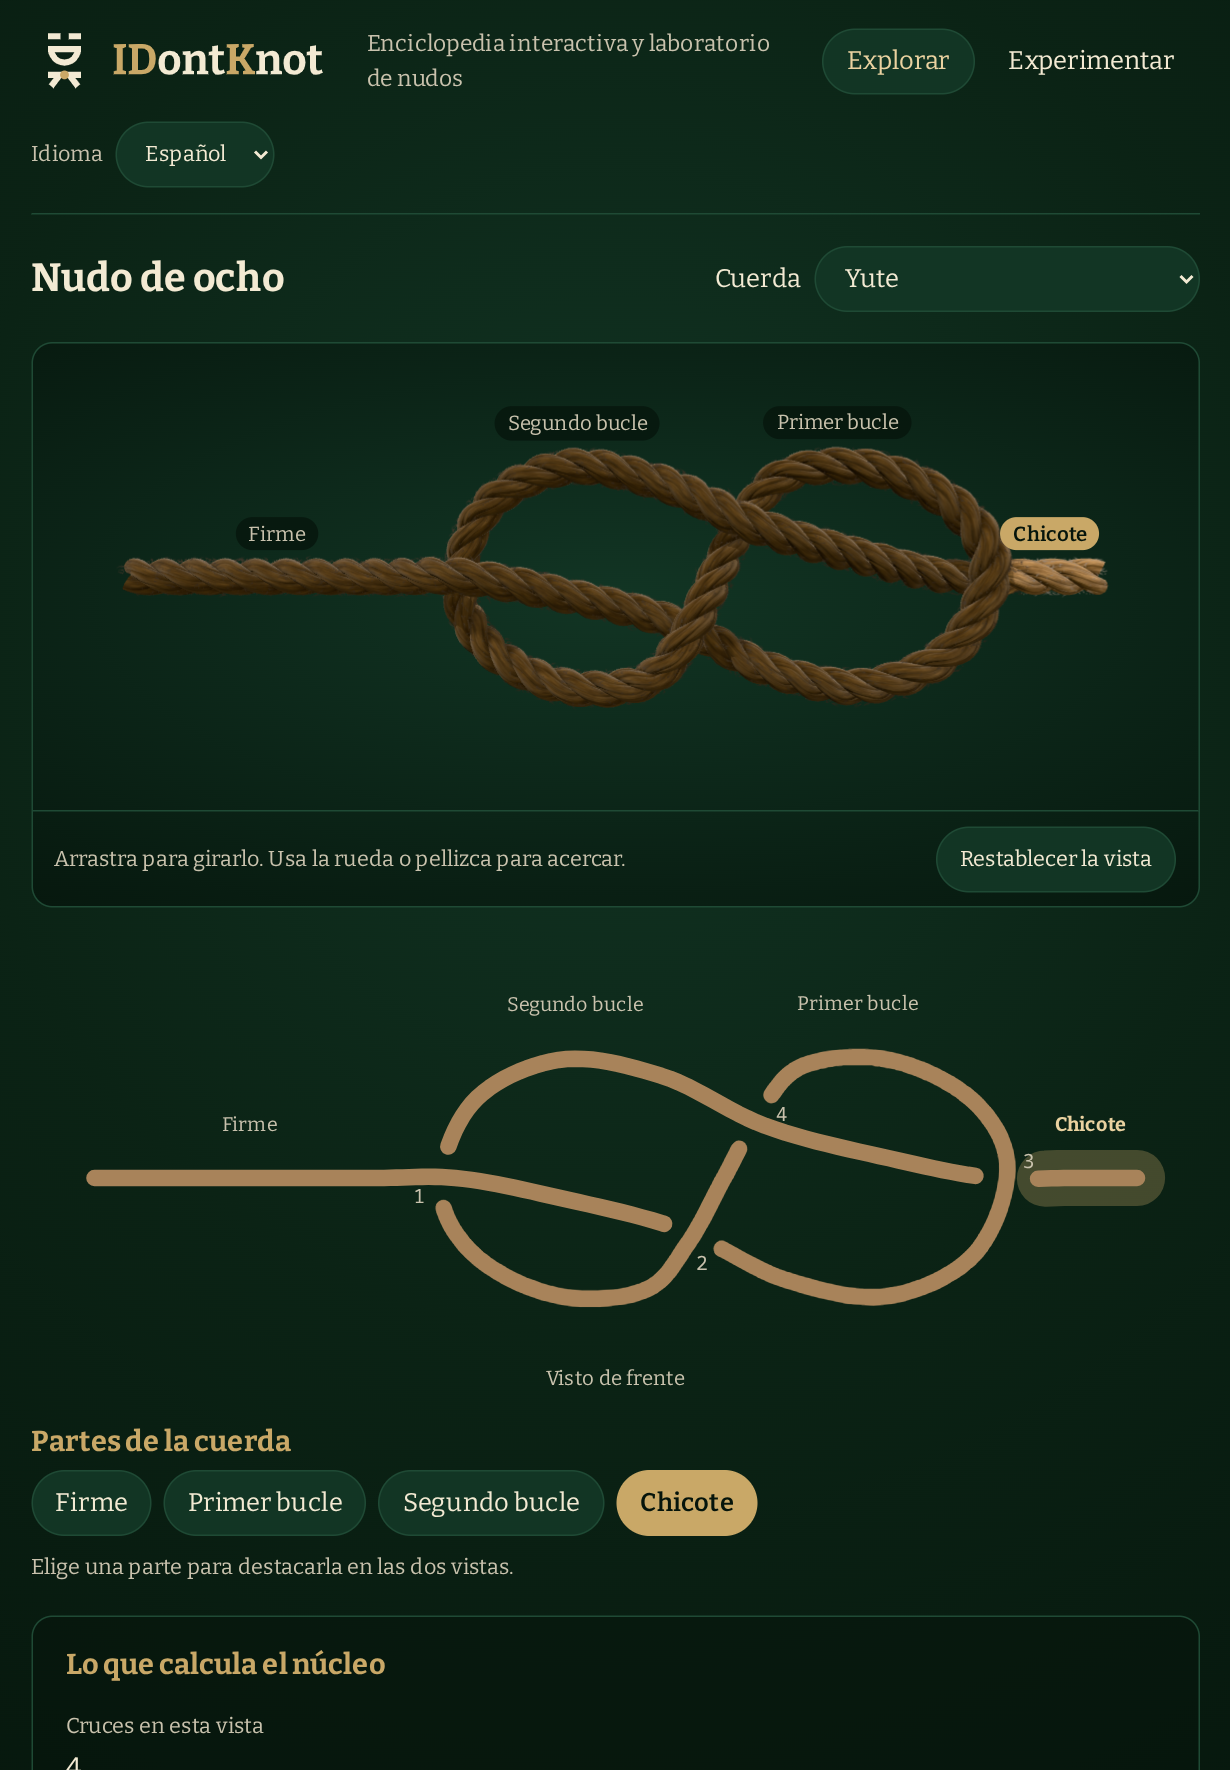 IDontKnot
Enciclopedia interactiva y laboratorio
de nudos
Explorar
Experimentar
Idioma
Español
Nudo de ocho
Cuerda
Yute
Segundo bucle
Primer bucle
Firme
Chicote
Arrastra para girarlo. Usa la rueda o pellizca para acercar.
Restablecer la vista
Segundo bucle
Primer bucle
4
Firme
Chicote
3
1
2
Visto de frente
Partes de la cuerda
Firme
Primer bucle
Segundo bucle
Chicote
Elige una parte para destacarla en las dos vistas.
Lo que calcula el núcleo
Cruces en esta vista
4